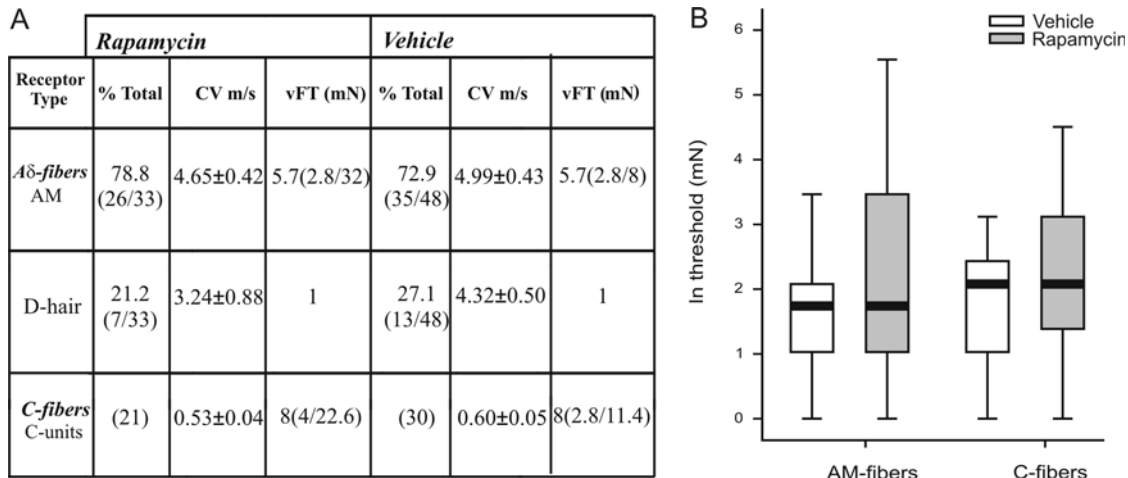 A
Rapamycin Vehicle
Receptor Type % Total CV m/s vFT (mN) % Total CV m/s vFT (mN)
Aδ-fibers AM 78.8 (26/33) 4.65±0.42 5.7(2.8/32) 72.9 (35/48) 4.99±0.43 5.7(2.8/8)
D-hair 21.2 (7/33) 3.24±0.88 1 27.1 (13/48) 4.32±0.50 1
C-fibers C-units (21) 0.53±0.04 8(4/22.6) (30) 0.60±0.05 8(2.8/11.4)
B
Vehicle
Rapamycin
ln threshold (mN)
6
5
4
3
2
1
0
AM-fibers C-fibers